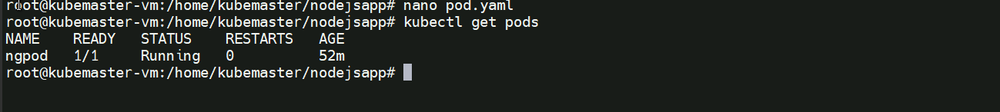 root@kubemaster-vm:/home/kubemaster/nodejsapp# nano pod.yaml
root@kubemaster-vm:/home/kubemaster/nodejsapp# kubectl get pods
NAME    READY   STATUS    RESTARTS   AGE
ngpod   1/1     Running   0          52m
root@kubemaster-vm:/home/kubemaster/nodejsapp#